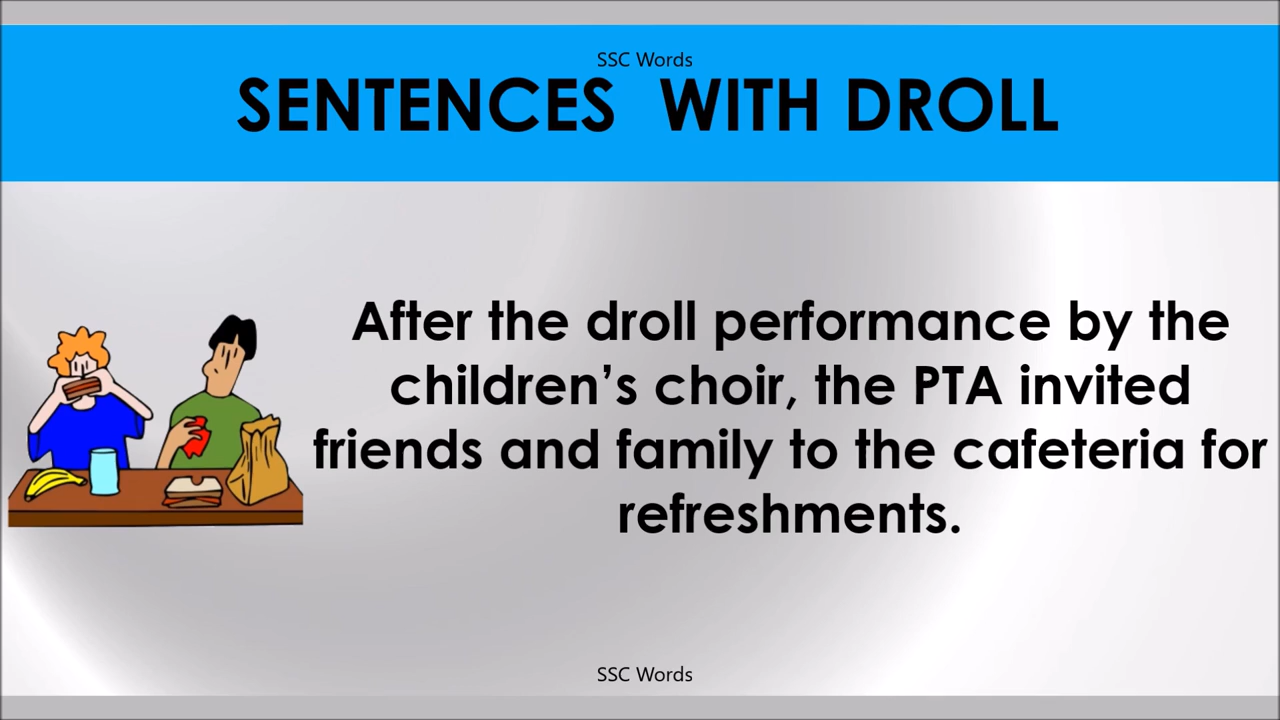 SSC Words
SENTENCES WITH DROLL
After the droll performance by the
children’s choir, the PTA invited
friends and family to the cafeteria for
refreshments.
SSC Words